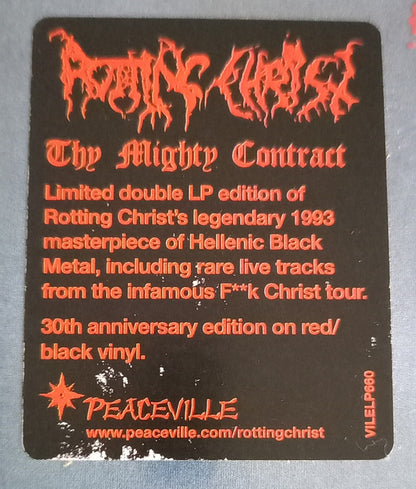 ROTTING CHRIST
Thy Mighty Contract
Limited double LP edition of
Rotting Christ's legendary 1993
masterpiece of Hellenic Black
Metal, including rare live tracks
from the infamous F**k Christ tour.
30th anniversary edition on red/
black vinyl.
PEACEVILLE
www.peaceville.com/rottingchrist
VILELP660